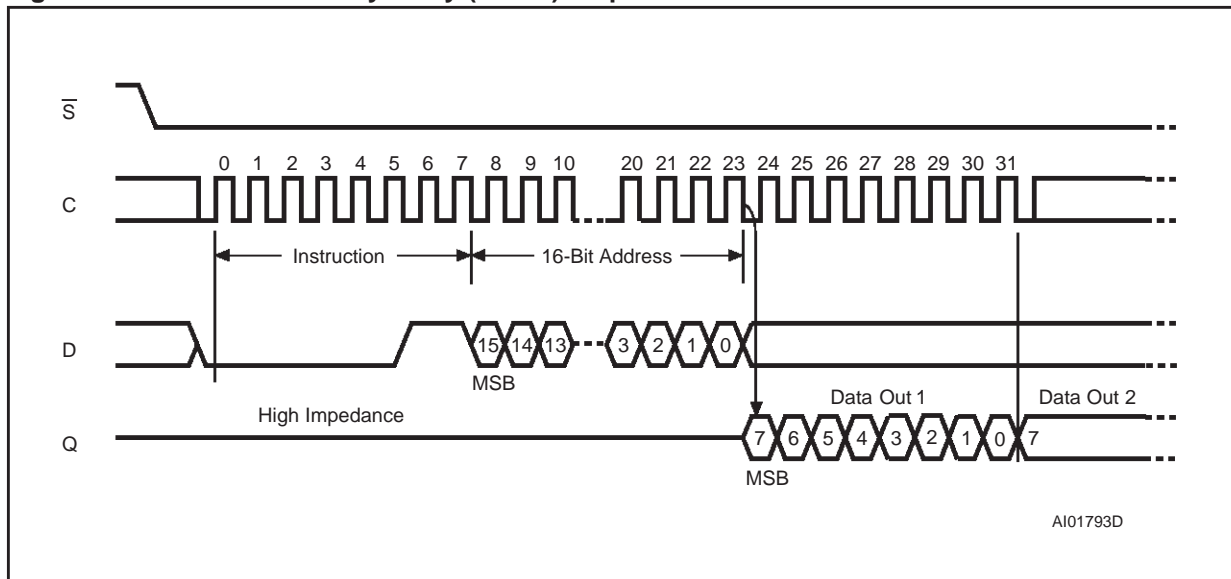 S
0 1 2 3 4 5 6 7 8 9 10 20 21 22 23 24 25 26 27 28 29 30 31
C
Instruction 16-Bit Address
D
15 14 13 3 2 1 0
MSB
High Impedance
Data Out 1 Data Out 2
Q
7 6 5 4 3 2 1 0 7
MSB
AI01793D